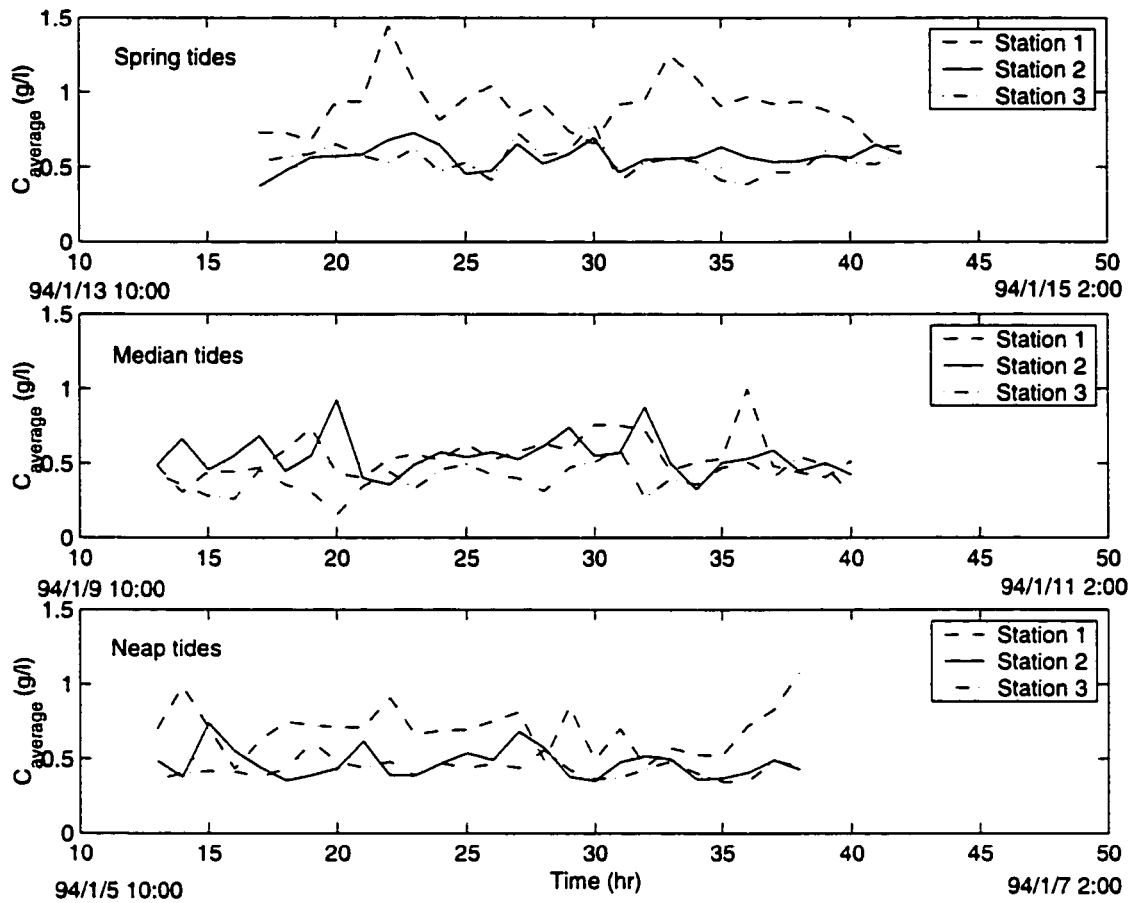 1.5
1
0.5
0
C average (g/l)
Spring tides
Station 1
Station 2
Station 3
10 15 20 25 30 35 40 45 50
94/1/13 10:00 94/1/15 2:00
1.5
1
0.5
0
C average (g/l)
Median tides
Station 1
Station 2
Station 3
10 15 20 25 30 35 40 45 50
94/1/9 10:00 94/1/11 2:00
1.5
1
0.5
0
C average (g/l)
Neap tides
Station 1
Station 2
Station 3
10 15 20 25 30 35 40 45 50
94/1/5 10:00 Time (hr) 94/1/7 2:00